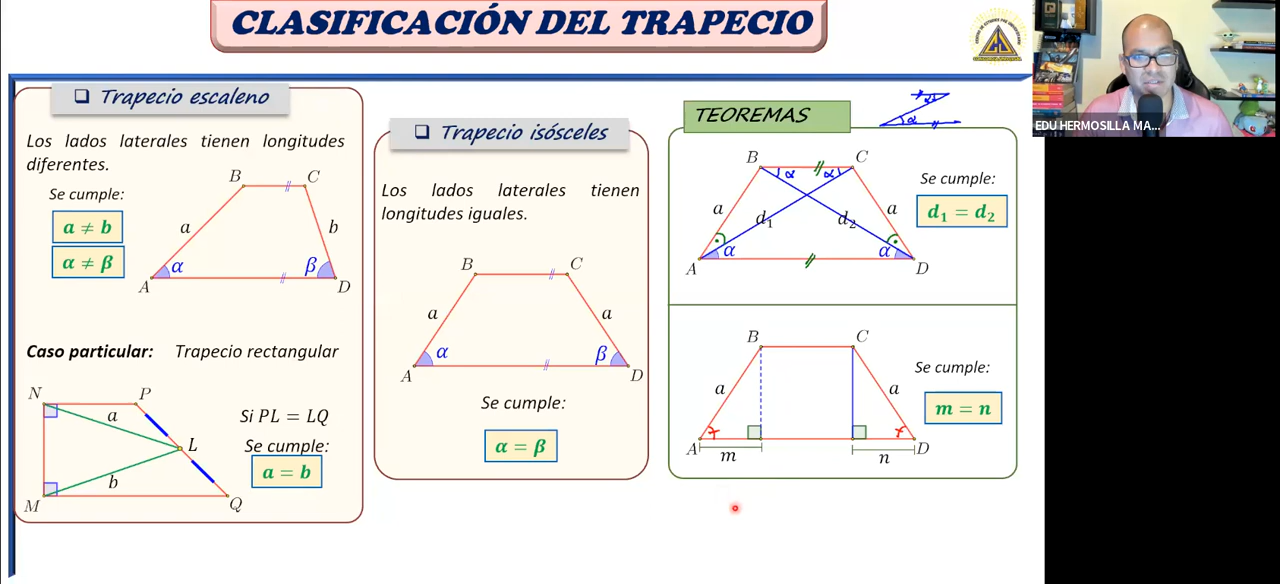 CLASIFICACIÓN DEL TRAPECIO
EDU HERMOSILLA MA...
❑ Trapecio escaleno
Los lados laterales tienen longitudes
diferentes.
Se cumple:
a ≠ b
α ≠ β
B C
a b
α β
A D
Caso particular: Trapecio rectangular
N P
a
L
b
M Q
Si PL = LQ
Se cumple:
a = b
❑ Trapecio isósceles
Los lados laterales tienen
longitudes iguales.
B C
a a
α β
A D
Se cumple:
α = β
TEOREMAS
α
B C
α α
a a
d₁ d₂
α α
A D
Se cumple:
d₁ = d₂
B C
a a
A D
m n
Se cumple:
m = n